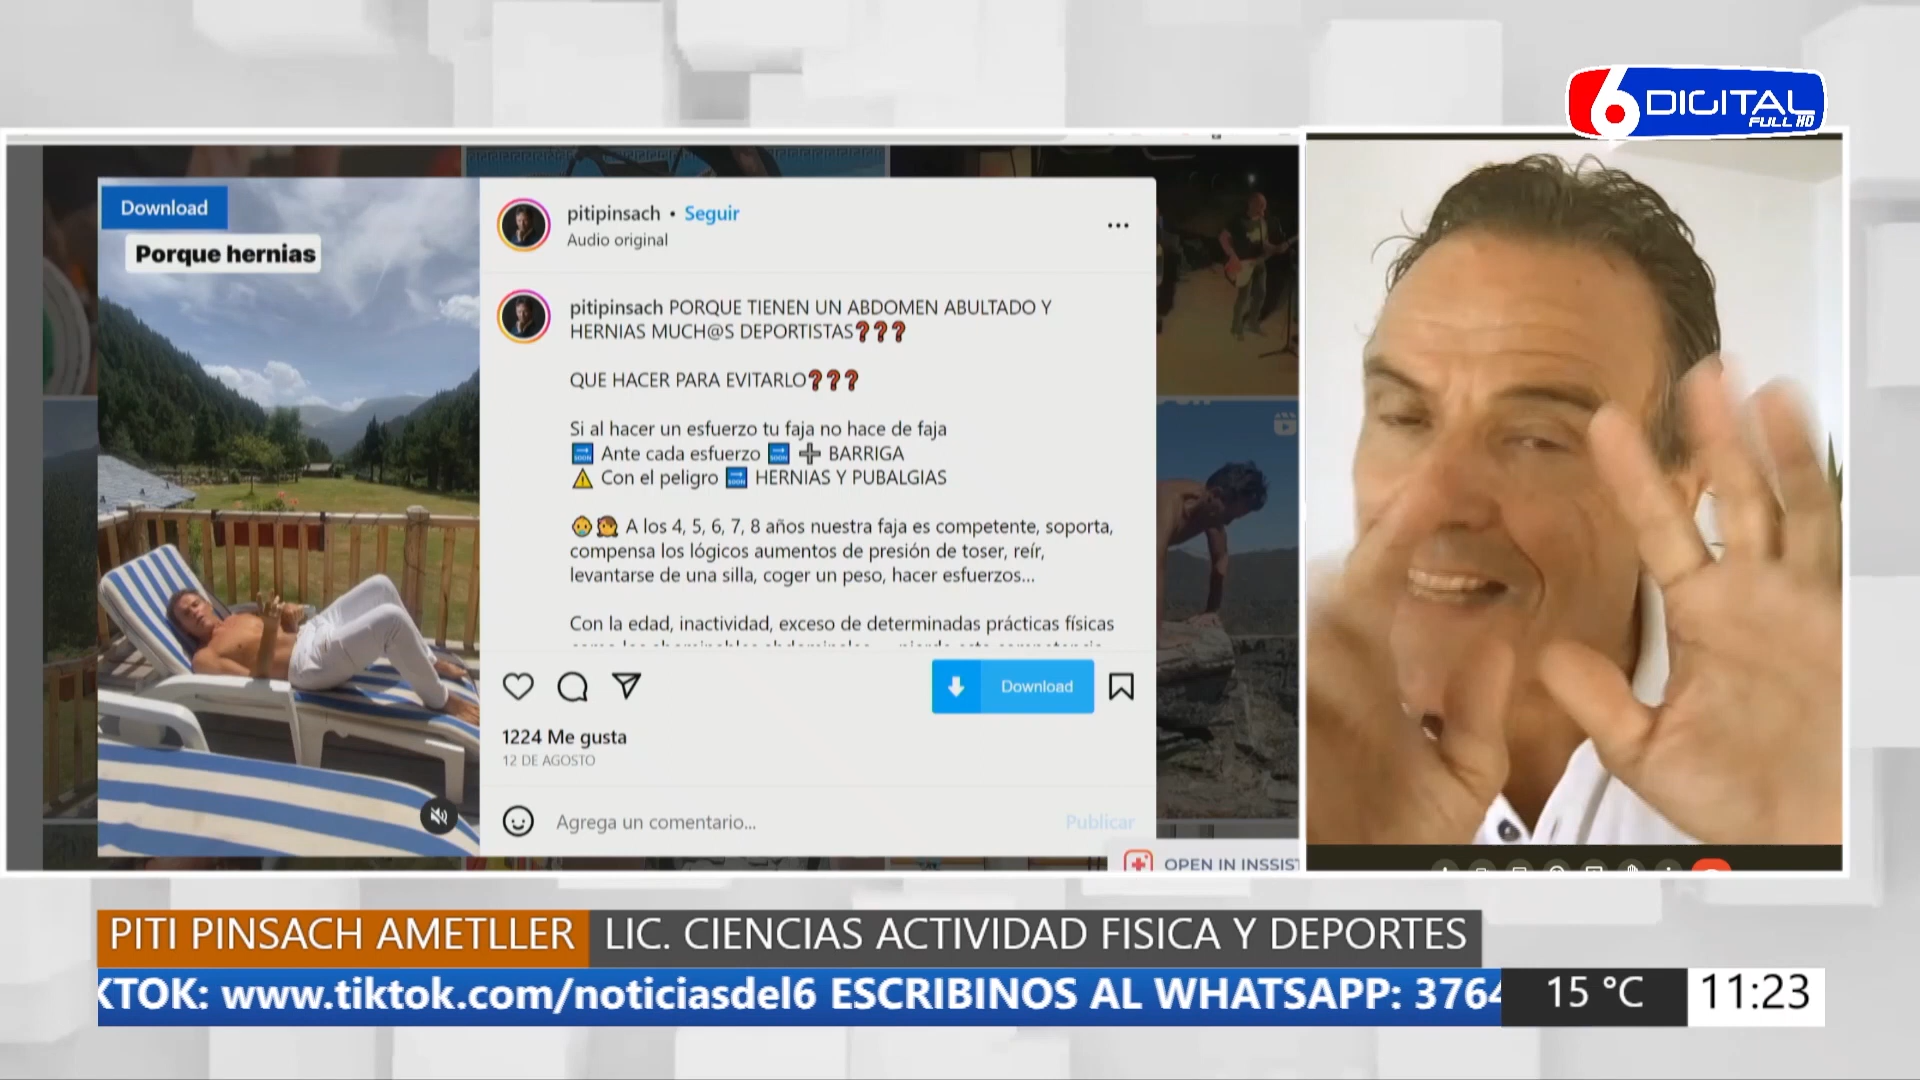 6 DIGITAL
FULL HD
Download
Porque hernias
pitipinsach • Seguir
Audio original
pitipinsach PORQUE TIENEN UN ABDOMEN ABULTADO Y
HERNIAS MUCH@S DEPORTISTAS❓❓❓
QUE HACER PARA EVITARLO❓❓❓
Si al hacer un esfuerzo tu faja no hace de faja
🔜 Ante cada esfuerzo 🔜 ➕ BARRIGA
⚠️ Con el peligro 🔜 HERNIAS Y PUBALGIAS
A los 4, 5, 6, 7, 8 años nuestra faja es competente, soporta,
compensa los lógicos aumentos de presión de toser, reír,
levantarse de una silla, coger un peso, hacer esfuerzos...
Con la edad, inactividad, exceso de determinadas prácticas físicas
Download
1224 Me gusta
12 DE AGOSTO
Agrega un comentario...
Publicar
OPEN IN INSSIST
PITI PINSACH AMETLLER LIC. CIENCIAS ACTIVIDAD FISICA Y DEPORTES
KTOK: www.tiktok.com/noticiasdel6 ESCRIBINOS AL WHATSAPP: 3764
15 °C
11:23